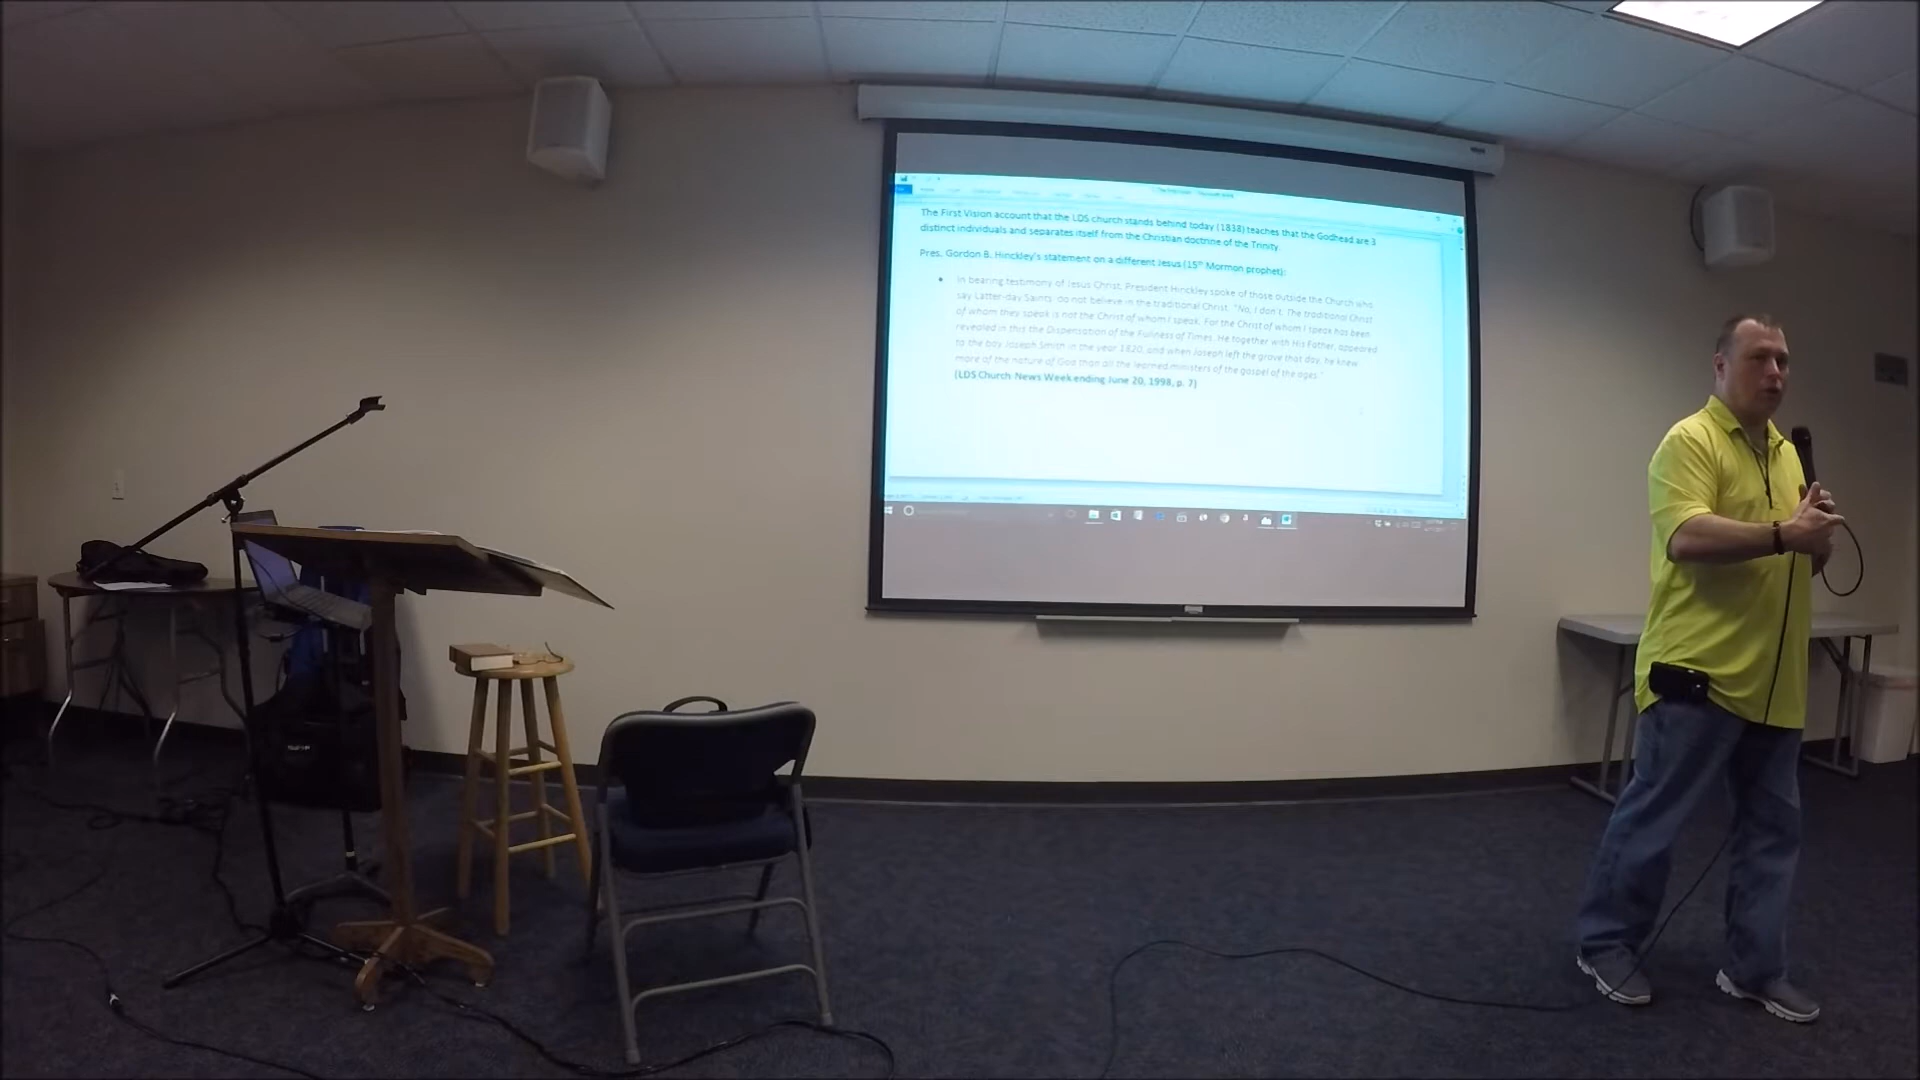 The First Vision account that the LDS church stands behind today (1838) teaches that the Godhead are 3
distinct individuals and separates itself from the Christian doctrine of the Trinity.
Pres. Gordon B. Hinckley's statement on a different Jesus (15th Mormon prophet):
• In bearing testimony of Jesus Christ, President Hinckley spoke of those outside the Church who
say Latter-day Saints do not believe in the traditional Christ. "No, I don't. The traditional Christ
of whom they speak is not the Christ of whom I speak. For the Christ of whom I speak has been
revealed in this the Dispensation of the Fullness of Times. He together with His Father, appeared
to the boy Joseph Smith in the year 1820, and when Joseph left the grove that day, he knew
more of the nature of God than all the learned ministers of the gospel of the ages."
(LDS Church News Week ending June 20, 1998, p. 7)